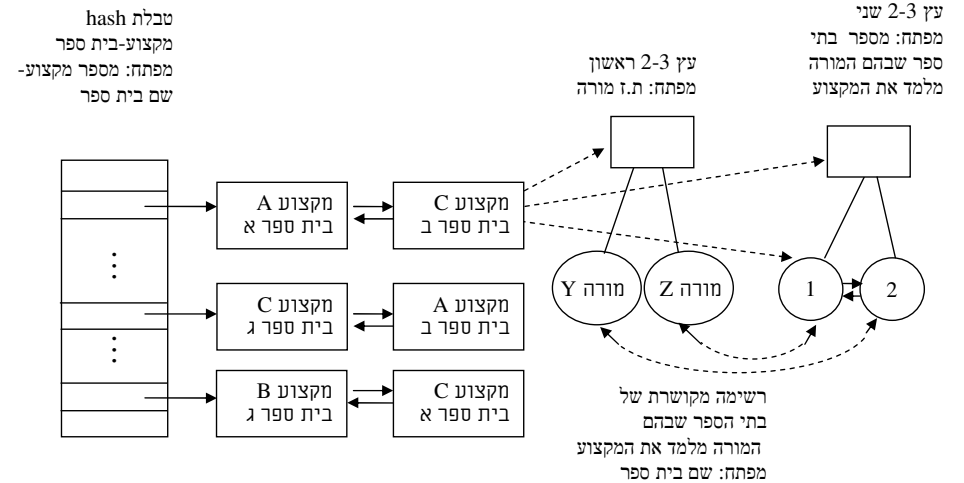 טבלת hash
מקצוע-בית ספר
מפתח: מספר מקצוע-
שם בית ספר
עץ 2-3 ראשון
מפתח: ת.ז מורה
עץ 2-3 שני
מפתח: מספר בתי
ספר שבהם המורה
מלמד את המקצוע
מקצוע A
בית ספר א
מקצוע C
בית ספר ב
מקצוע C
בית ספר ג
מקצוע A
בית ספר ב
מקצוע B
בית ספר ג
מקצוע C
בית ספר א
מורה Y
מורה Z
1
2
רשימה מקושרת של
בתי הספר שבהם
המורה מלמד את המקצוע
מפתח: שם בית ספר